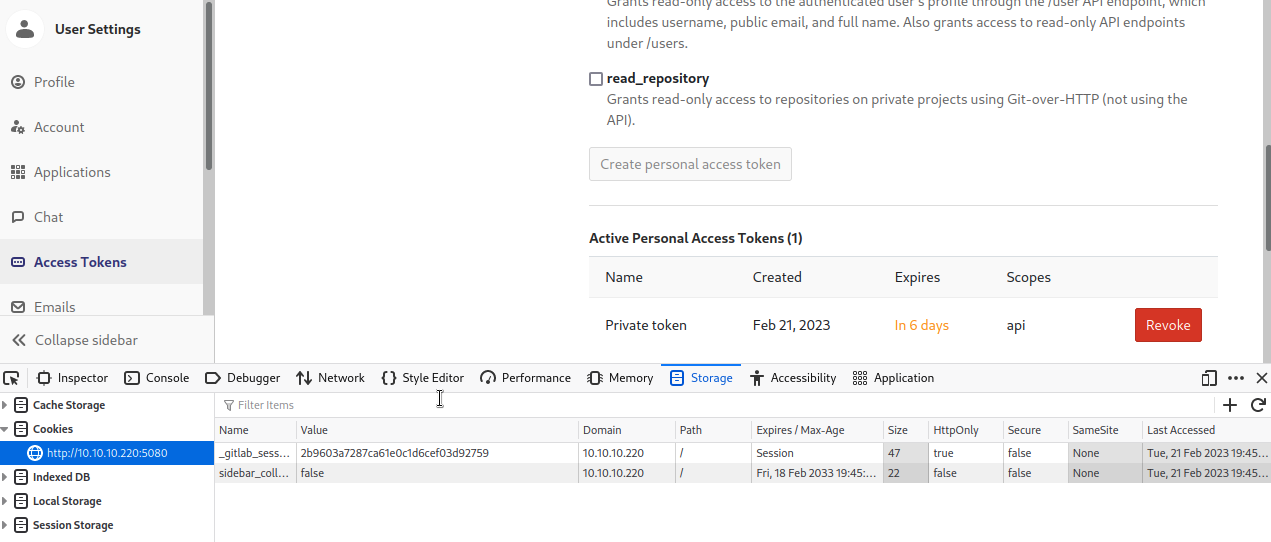 User Settings
Profile
Account
Applications
Chat
Access Tokens
Emails
Collapse sidebar
Grants read-only access to the authenticated user's profile through the /user API endpoint, which
includes username, public email, and full name. Also grants access to read-only API endpoints
under /users.
read_repository
Grants read-only access to repositories on private projects using Git-over-HTTP (not using the
API).
Create personal access token
Active Personal Access Tokens (1)
Name Created Expires Scopes
Private token Feb 21, 2023 In 6 days api Revoke
Inspector Console Debugger Network Style Editor Performance Memory Storage Accessibility Application
Cache Storage
Cookies
http://10.10.10.220:5080
Indexed DB
Local Storage
Session Storage
Filter Items
Name Value Domain Path Expires / Max-Age Size HttpOnly Secure SameSite Last Accessed
_gitlab_sess... 2b9603a7287ca61e0c1d6cef03d92759 10.10.10.220 / Session 47 true false None Tue, 21 Feb 2023 19:45...
sidebar_coll... false 10.10.10.220 / Fri, 18 Feb 2033 19:45:... 22 false false None Tue, 21 Feb 2023 19:45...